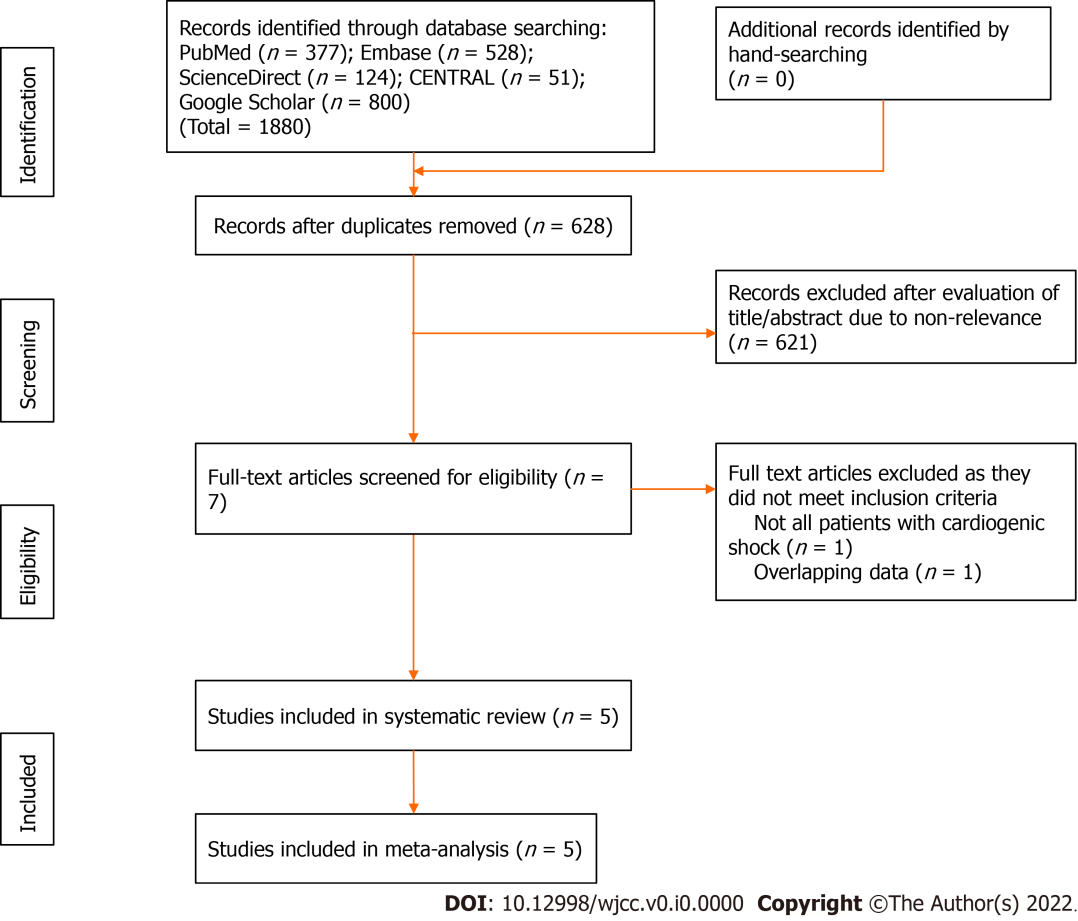 Identification
Records identified through database searching:
PubMed (n = 377); Embase (n = 528);
ScienceDirect (n = 124); CENTRAL (n = 51);
Google Scholar (n = 800)
(Total = 1880)
Additional records identified by
hand-searching
(n = 0)
Records after duplicates removed (n = 628)
Screening
Records excluded after evaluation of
title/abstract due to non-relevance
(n = 621)
Eligibility
Full-text articles screened for eligibility (n =
7)
Full text articles excluded as they
did not meet inclusion criteria
Not all patients with cardiogenic
shock (n = 1)
Overlapping data (n = 1)
Included
Studies included in systematic review (n = 5)
Studies included in meta-analysis (n = 5)
DOI: 10.12998/wjcc.v0.i0.0000 Copyright ©The Author(s) 2022.